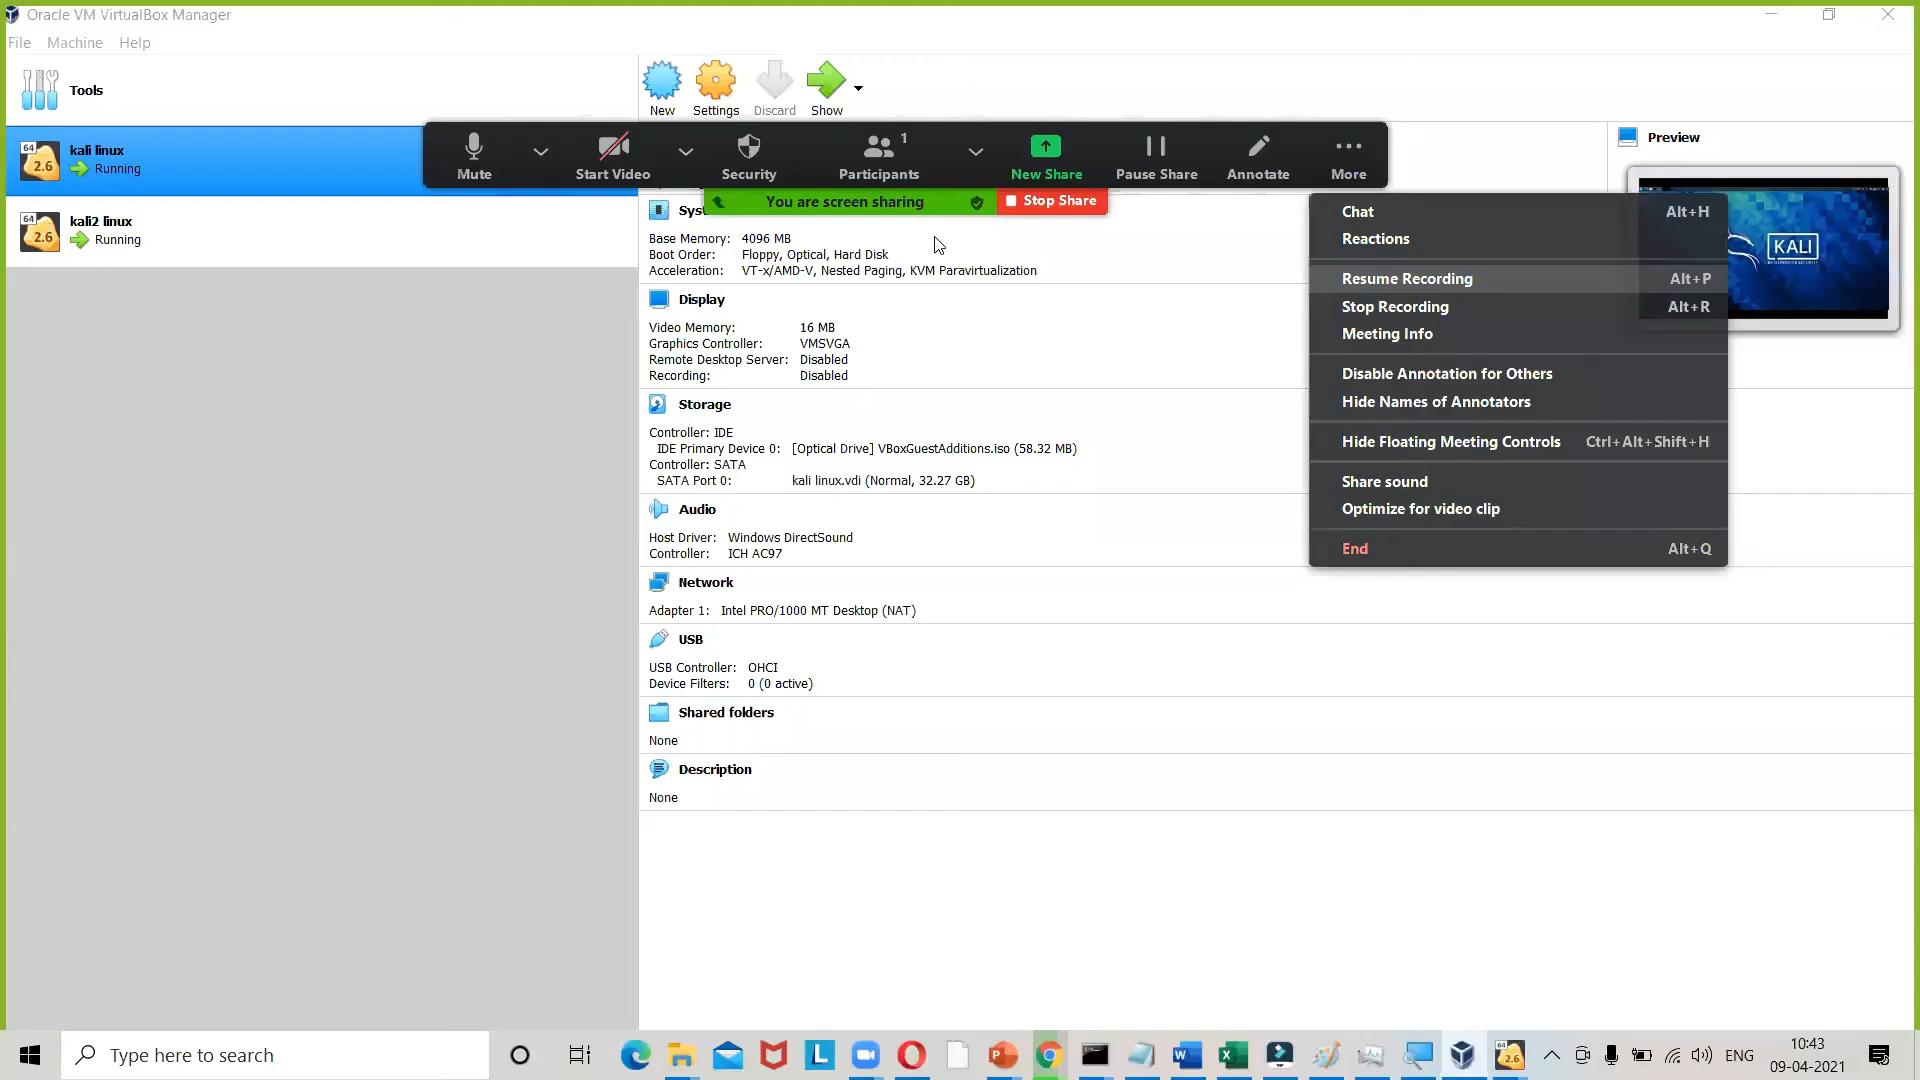 Oracle VM VirtualBox Manager
File Machine Help
Tools
New Settings Discard Show
64 2.6 kali linux
Running
64 2.6 kali2 linux
Running
Mute Start Video Security Participants 1 New Share Pause Share Annotate More
You are screen sharing Stop Share
Preview
KALI
Base Memory: 4096 MB
Boot Order: Floppy, Optical, Hard Disk
Acceleration: VT-x/AMD-V, Nested Paging, KVM Paravirtualization
Display
Video Memory: 16 MB
Graphics Controller: VMSVGA
Remote Desktop Server: Disabled
Recording: Disabled
Storage
Controller: IDE
IDE Primary Device 0: [Optical Drive] VBoxGuestAdditions.iso (58.32 MB)
Controller: SATA
SATA Port 0: kali linux.vdi (Normal, 32.27 GB)
Audio
Host Driver: Windows DirectSound
Controller: ICH AC97
Network
Adapter 1: Intel PRO/1000 MT Desktop (NAT)
USB
USB Controller: OHCI
Device Filters: 0 (0 active)
Shared folders
None
Description
None
Chat Alt+H
Reactions
Resume Recording Alt+P
Stop Recording Alt+R
Meeting Info
Disable Annotation for Others
Hide Names of Annotators
Hide Floating Meeting Controls Ctrl+Alt+Shift+H
Share sound
Optimize for video clip
End Alt+Q
Type here to search
ENG
10:43
09-04-2021